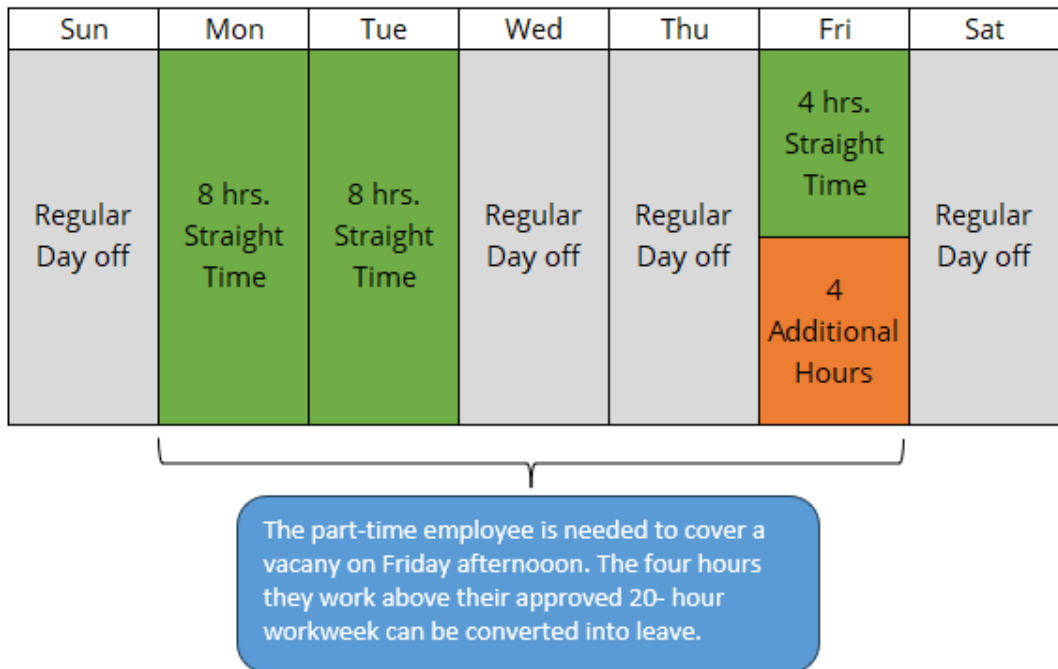 Sun Mon Tue Wed Thu Fri Sat
Regular
Day off
8 hrs.
Straight
Time
8 hrs.
Straight
Time
Regular
Day off
Regular
Day off
4 hrs.
Straight
Time
4
Additional
Hours
Regular
Day off
The part-time employee is needed to cover a
vacancy on Friday afternooon. The four hours
they work above their approved 20- hour
workweek can be converted into leave.